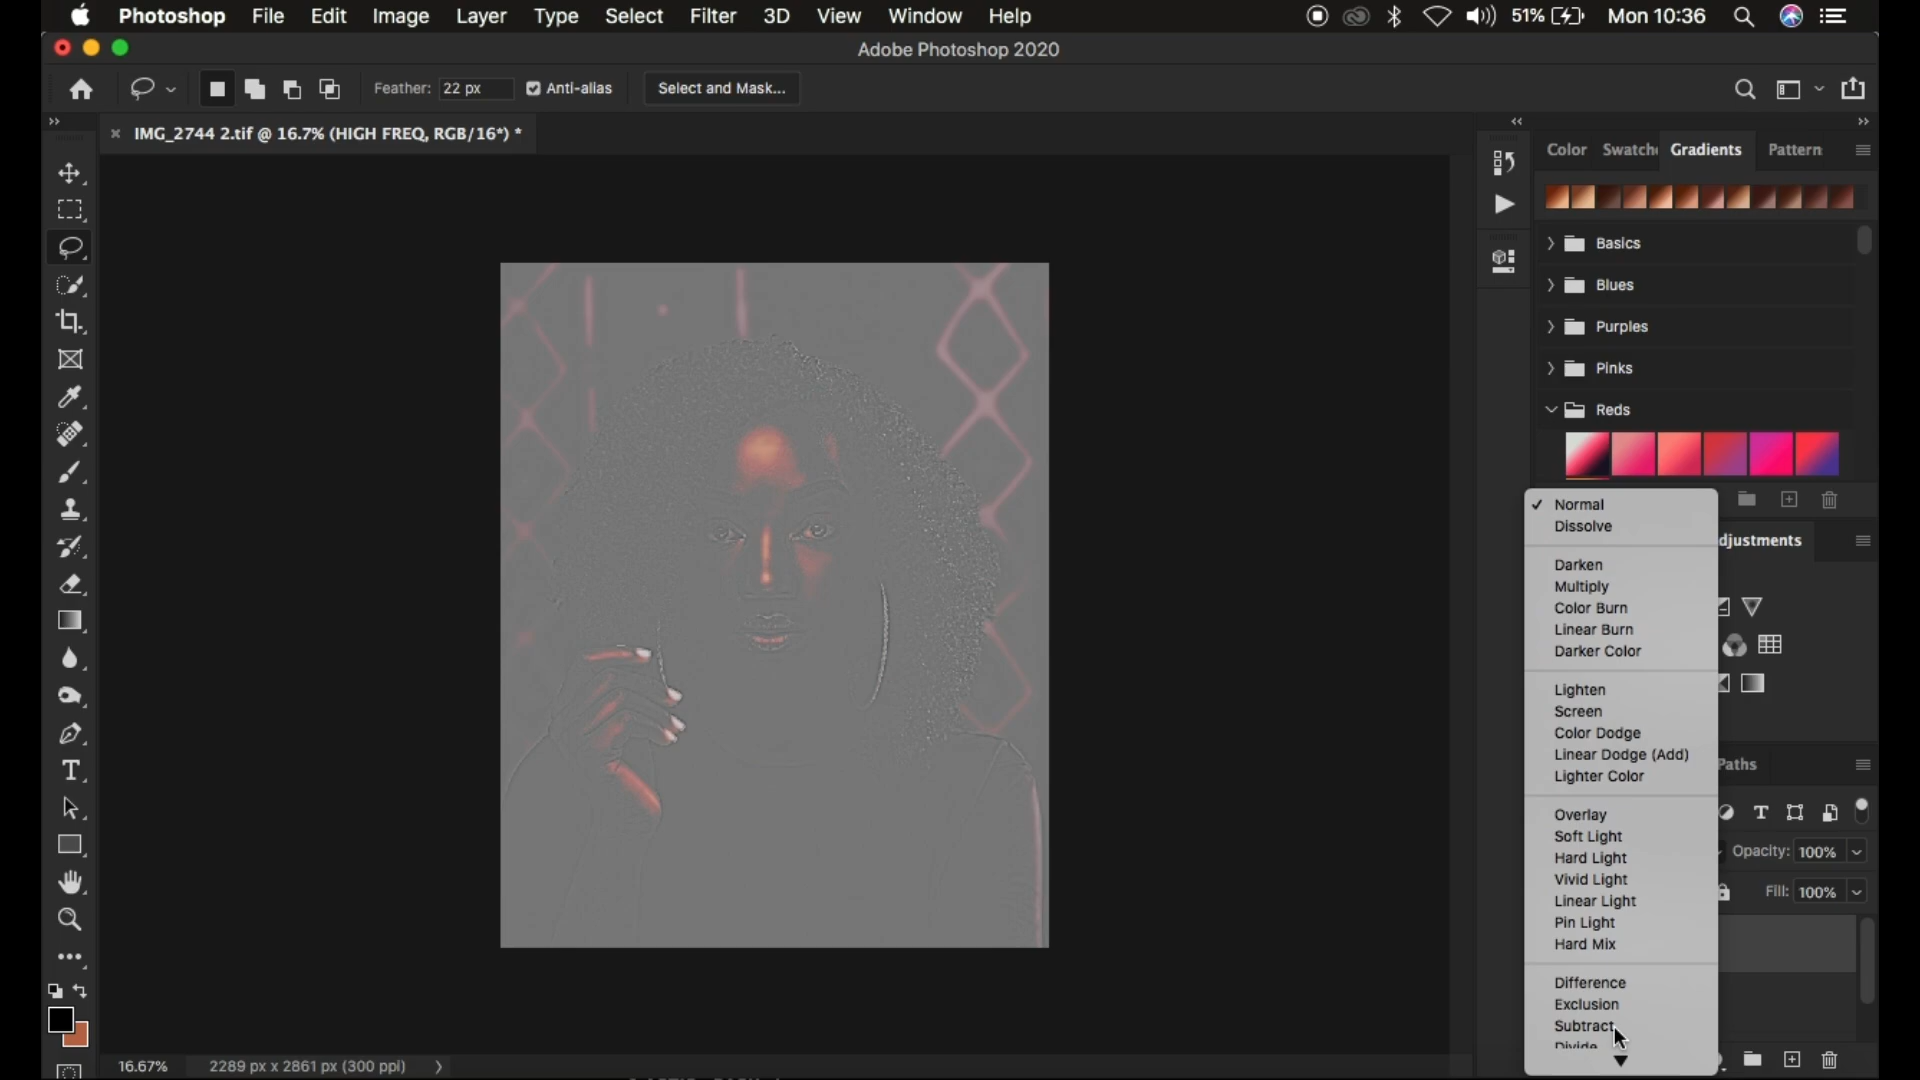 Photoshop File Edit Image Layer Type Select Filter 3D View Window Help 51% Mon 10:36
Adobe Photoshop 2020
Feather: 22 px Anti-alias Select and Mask...
IMG_2744 2.tif @ 16.7% (HIGH FREQ, RGB/16*) *
Color Swatche Gradients Pattern
Basics
Blues
Purples
Pinks
Reds
Normal
Dissolve
djustments
Darken
Multiply
Color Burn
Linear Burn
Darker Color
Lighten
Screen
Color Dodge
Linear Dodge (Add)
Lighter Color
Paths
Overlay
Soft Light
Hard Light
Vivid Light
Linear Light
Pin Light
Hard Mix
Opacity: 100%
Fill: 100%
Difference
Exclusion
Subtract
Divide
16.67% 2289 px x 2861 px (300 ppi)